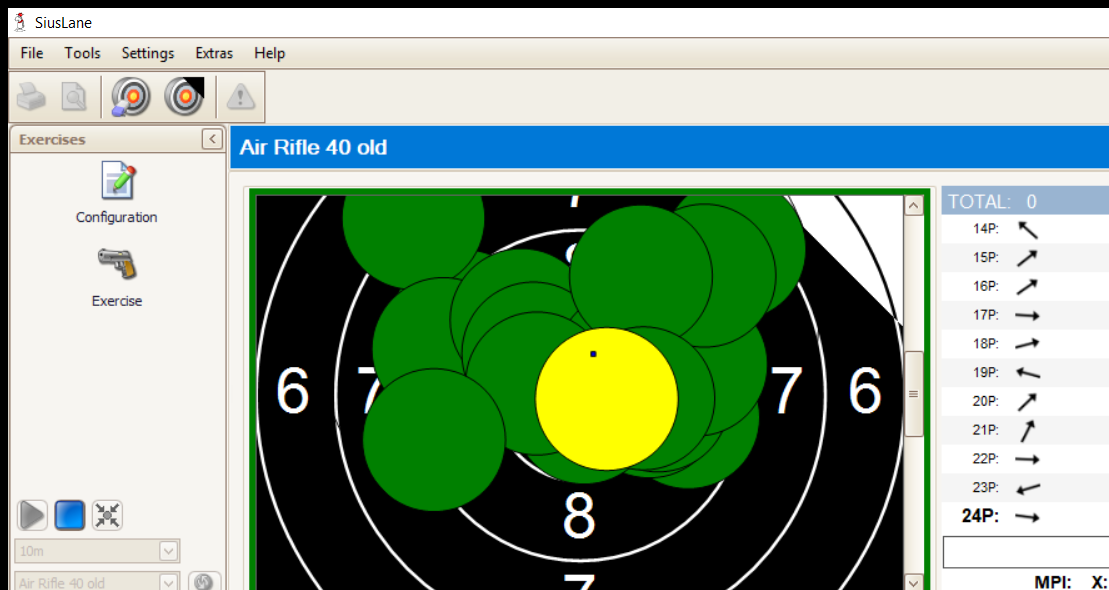 SiusLane
File Tools Settings Extras Help
Exercises
Air Rifle 40 old
Configuration
Exercise
TOTAL: 0
14P:
15P:
16P:
17P:
18P:
19P:
20P:
21P:
22P:
23P:
24P:
6 7 7 6
8
7
10m
Air Rifle 40 old
MPI: X: